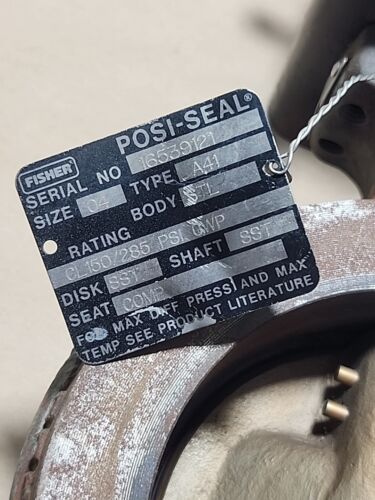 POSI-SEAL®
FISHER
SERIAL NO 16539121
SIZE 04 TYPE A41
BODY STL
RATING
CL150/285 PSI CWP
DISK SST SHAFT SST
SEAT COMP
FOR MAX DIFF PRESS AND MAX
TEMP SEE PRODUCT LITERATURE